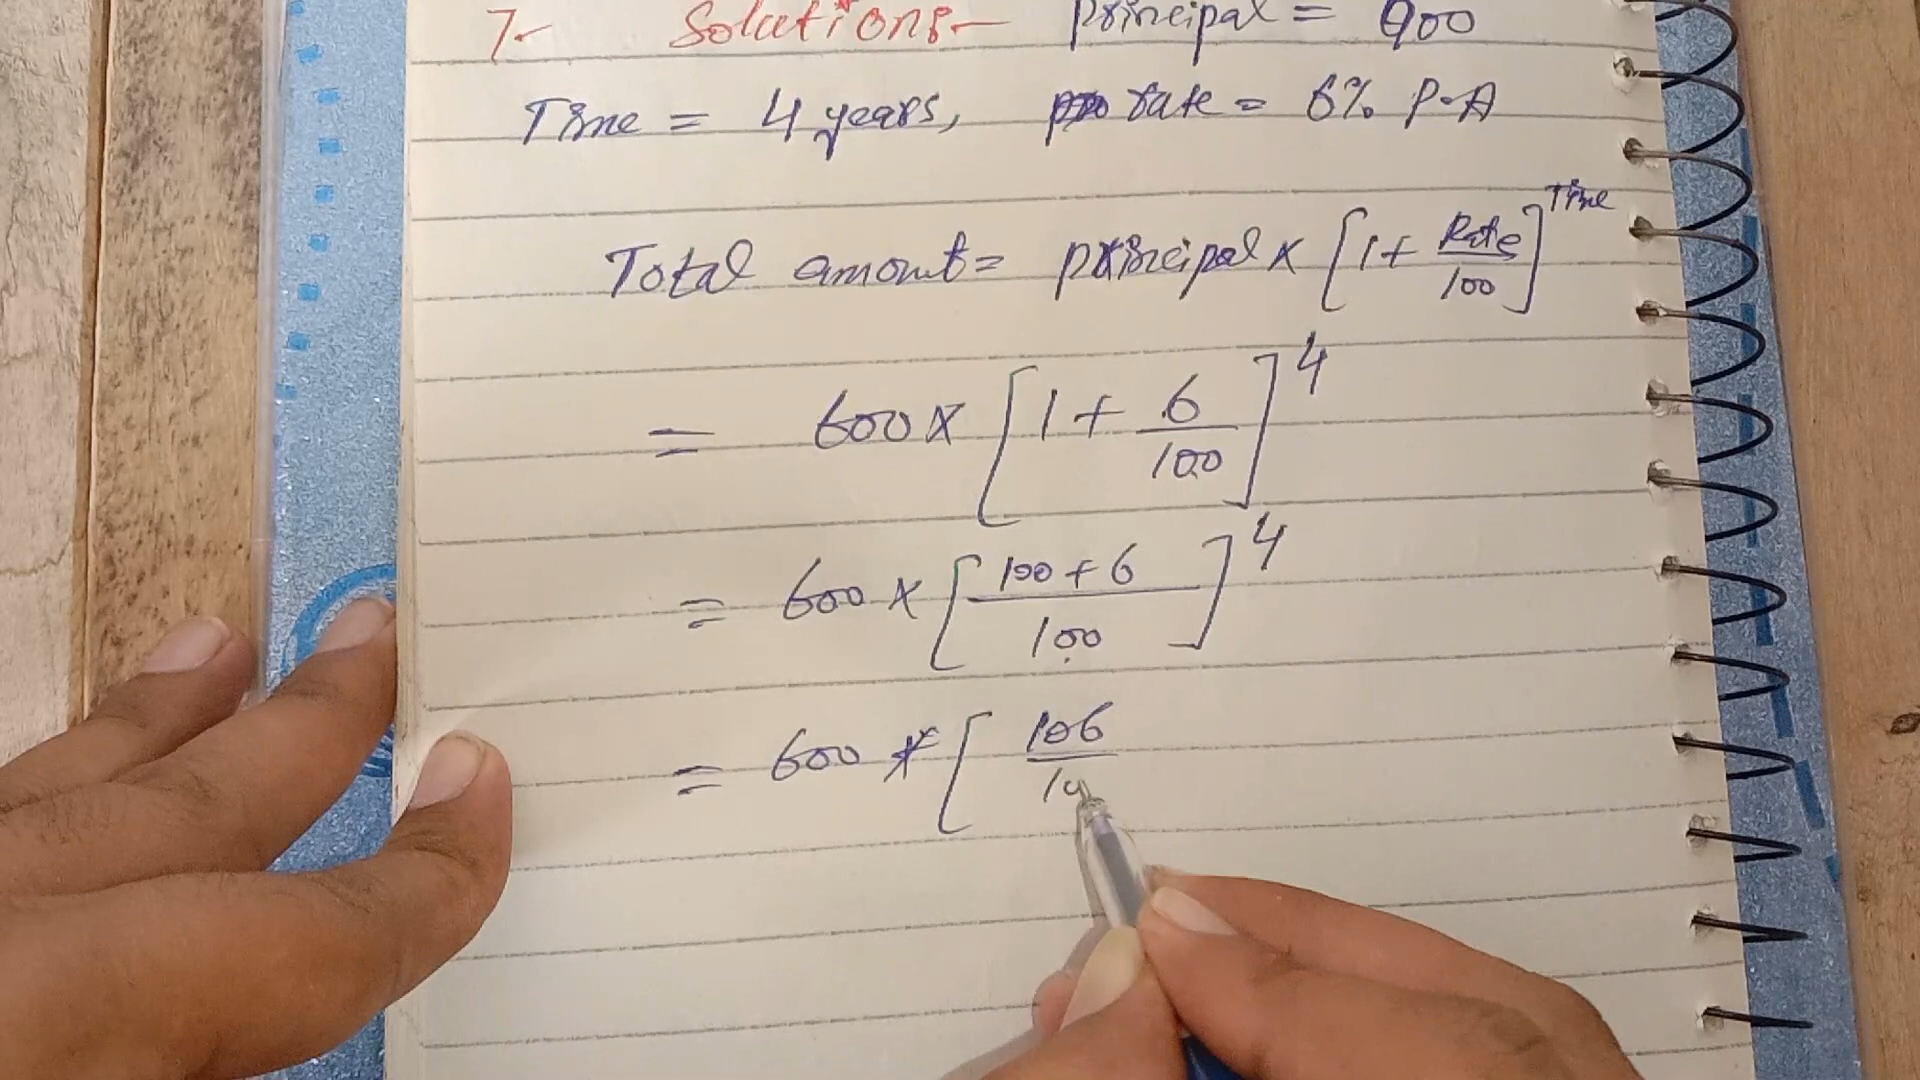 7- Solutions- Principal = 900
Time = 4 years, rate = 6% P-A
Total amount = principal × [1 + Rate/100]^Time
= 600 × [1 + 6/100]^4
= 600 × [100 + 6/100]^4
= 600 * [106/10